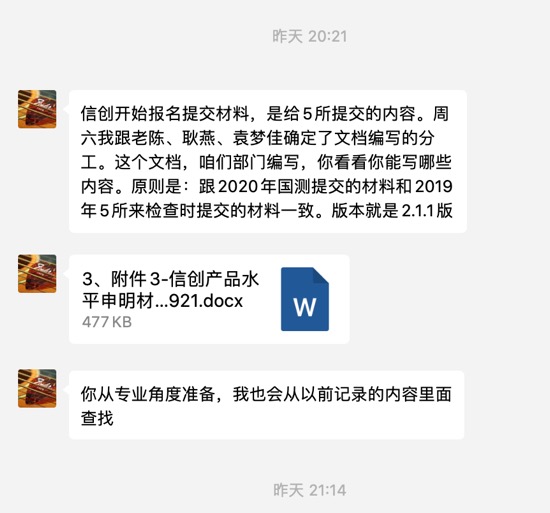 昨天 20:21
信创开始报名提交材料，是给5所提交的内容。周
六我跟老陈、耿燕、袁梦佳确定了文档编写的分
工。这个文档，咱们部门编写，你看看你能写哪些
内容。原则是：跟2020年国测提交的材料和2019
年5所来检查时提交的材料一致。版本就是2.1.1版
3、附件3-信创产品水
平申明材...921.docx
477 KB
W
你从专业角度准备，我也会从以前记录的内容里面
查找
昨天 21:14